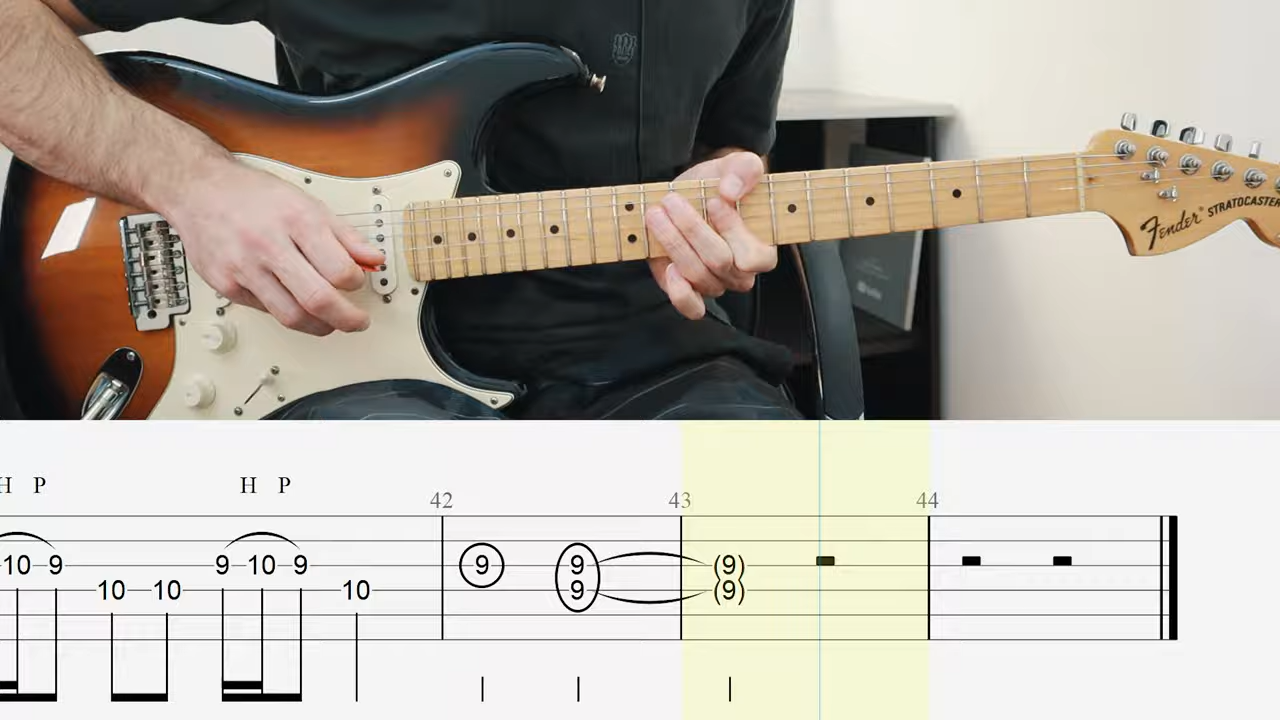 Fender STRATOCASTER
H P H P
42 43 44
10 9 9 10 9 9 9 (9)
10 10 10 9 (9)